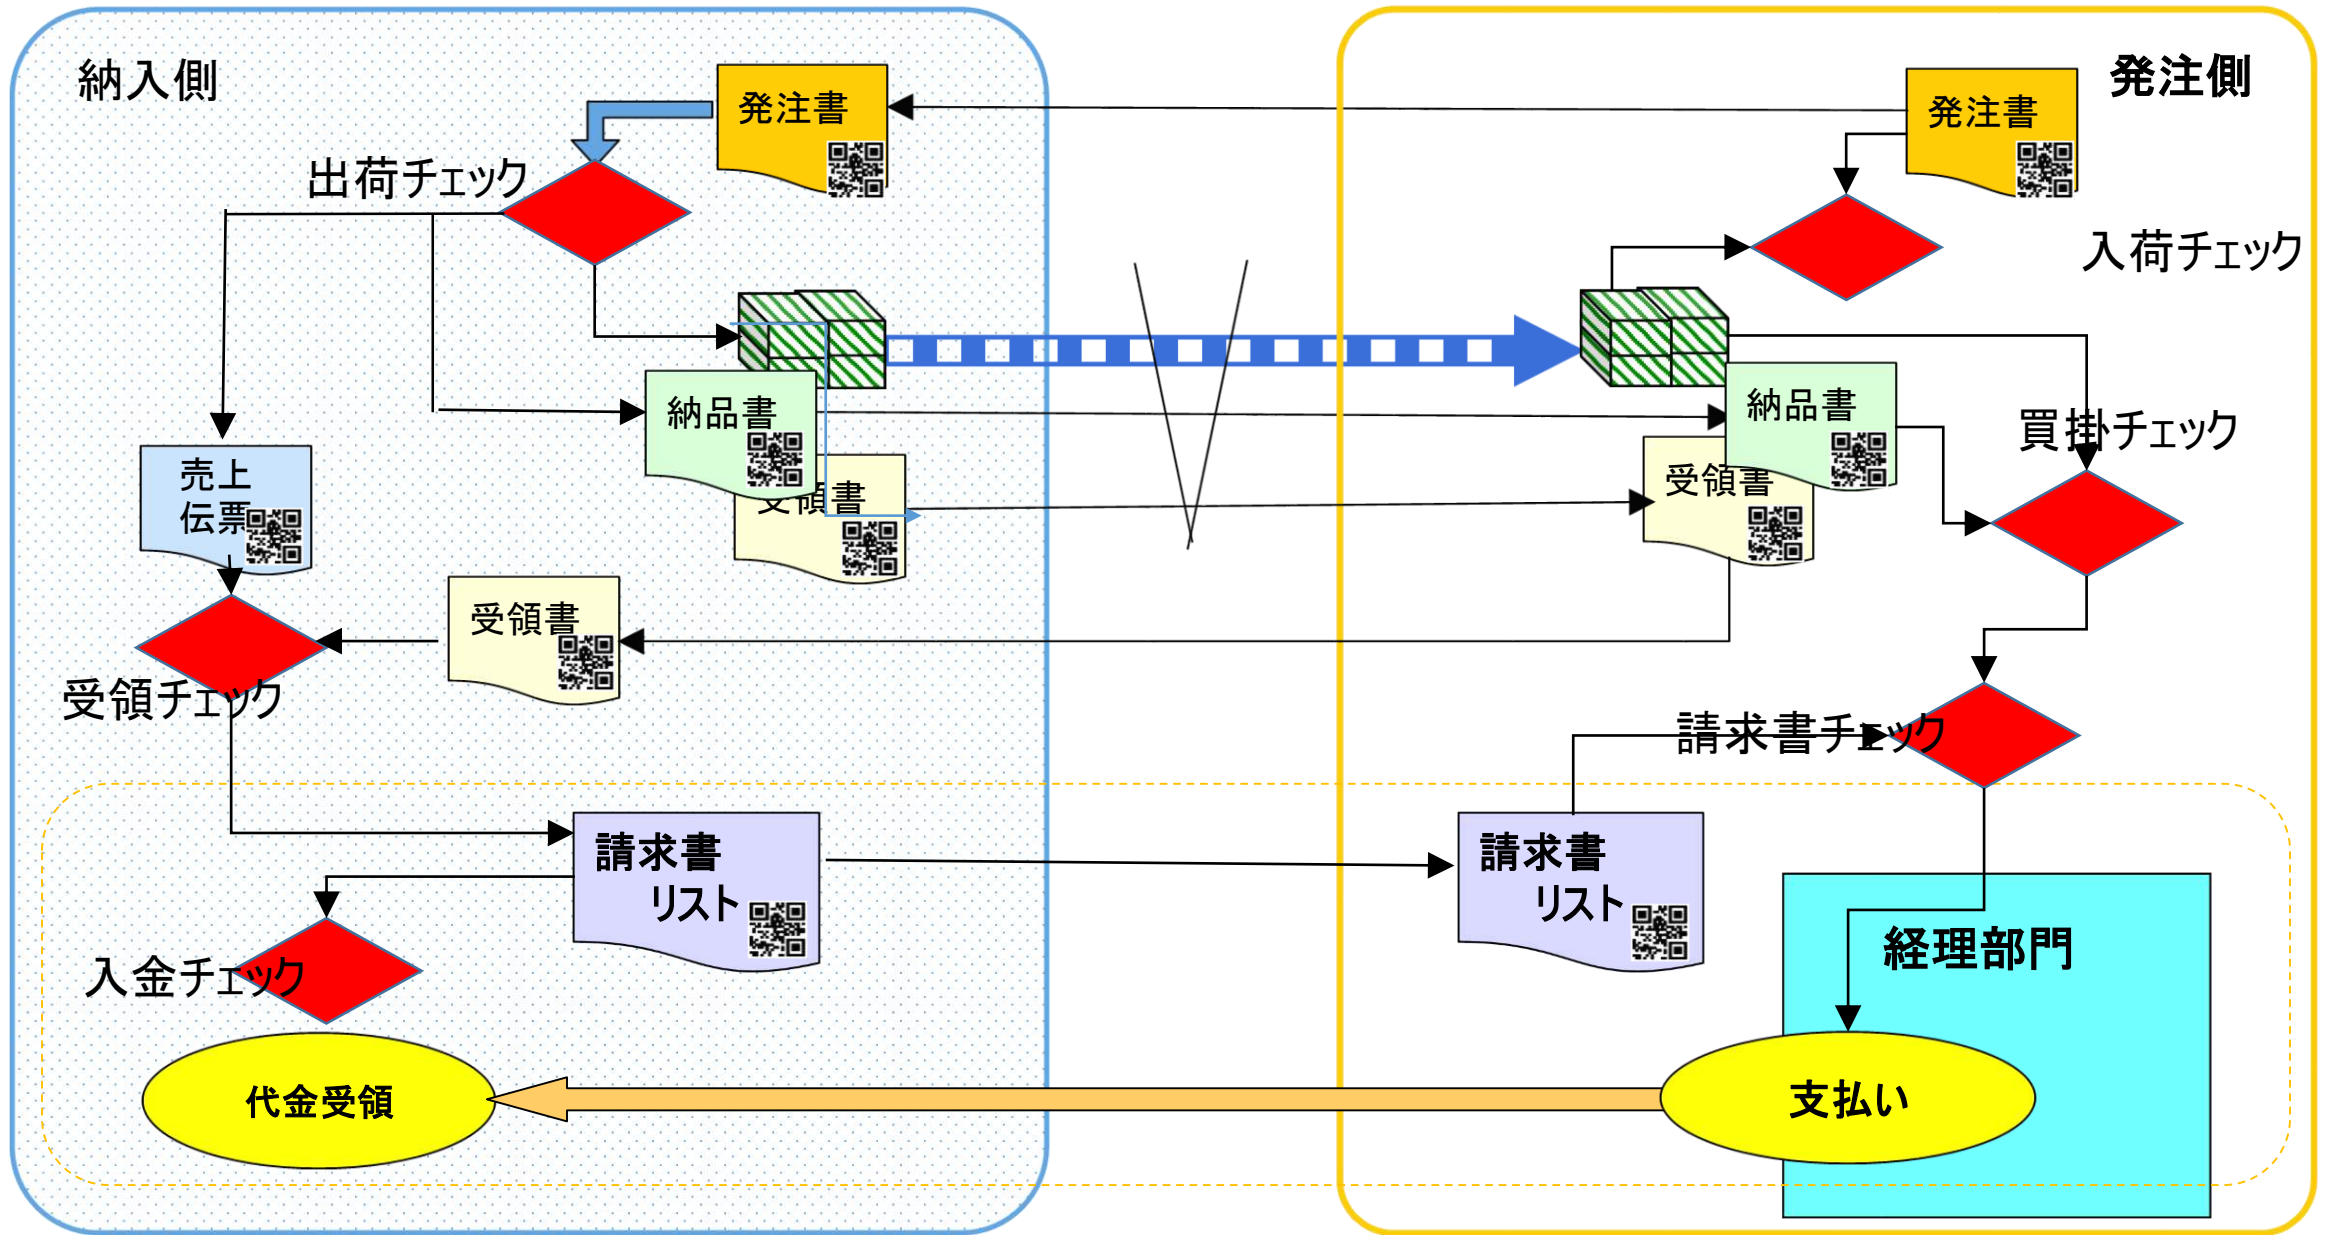 納入側
発注側
発注書
発注書
出荷チェック
入荷チェック
納品書
納品書
買掛チェック
売上
伝票
受領書
受領書
受領書
受領チェック
請求書チェック
請求書
リスト
請求書
リスト
経理部門
入金チェック
代金受領
支払い